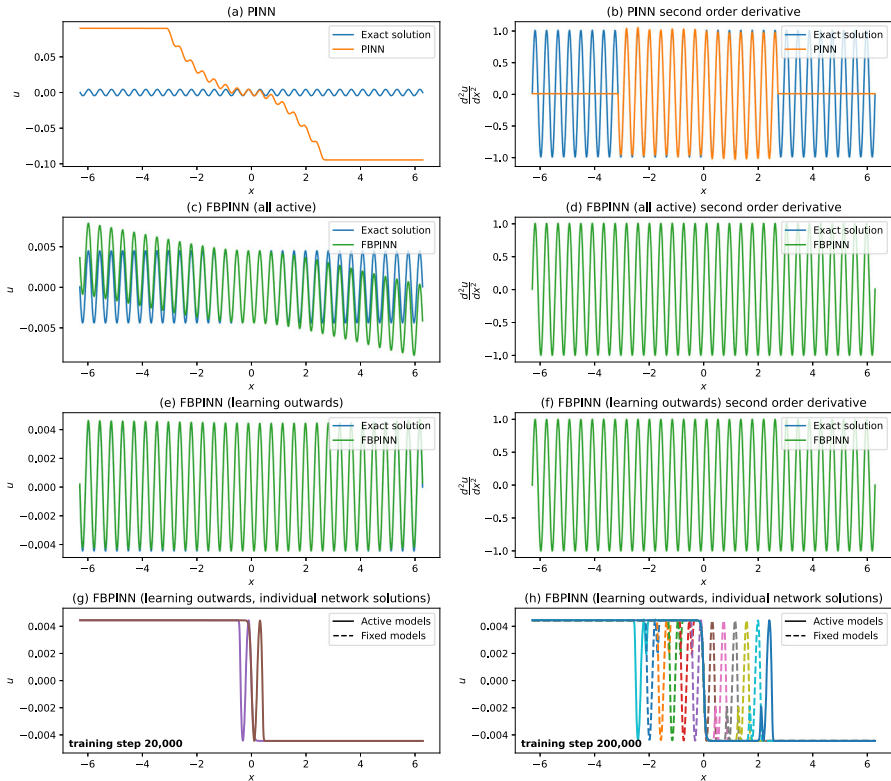 (a) PINN
Exact solution
PINN
0.05
0.00
−0.05
−0.10
u
−6 −4 −2 0 2 4 6
x
(b) PINN second order derivative
Exact solution
PINN
1.0
0.5
0.0
−0.5
−1.0
d²u
dx²
−6 −4 −2 0 2 4 6
x
(c) FBPINN (all active)
Exact solution
FBPINN
0.005
0.000
−0.005
u
−6 −4 −2 0 2 4 6
x
(d) FBPINN (all active) second order derivative
Exact solution
FBPINN
1.0
0.5
0.0
−0.5
−1.0
d²u
dx²
−6 −4 −2 0 2 4 6
x
(e) FBPINN (learning outwards)
Exact solution
FBPINN
0.004
0.002
0.000
−0.002
−0.004
u
−6 −4 −2 0 2 4 6
x
(f) FBPINN (learning outwards) second order derivative
Exact solution
FBPINN
1.0
0.5
0.0
−0.5
−1.0
d²u
dx²
−6 −4 −2 0 2 4 6
x
(g) FBPINN (learning outwards, individual network solutions)
Active models
Fixed models
0.004
0.002
0.000
−0.002
−0.004
u
training step 20,000
−6 −4 −2 0 2 4 6
x
(h) FBPINN (learning outwards, individual network solutions)
Active models
Fixed models
0.004
0.002
0.000
−0.002
−0.004
u
training step 200,000
−6 −4 −2 0 2 4 6
x